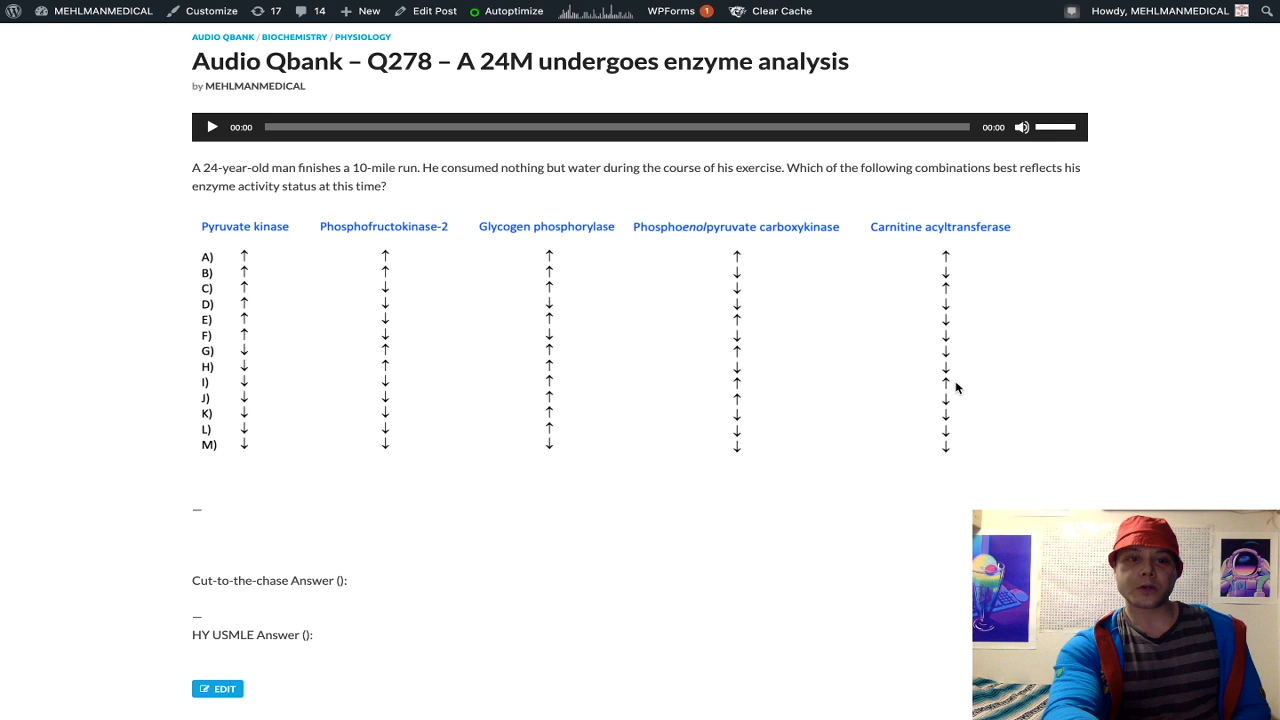 MEHLMANMEDICAL Customize 17 14 New Edit Post Autoptimize WPForms 1 Clear Cache Howdy, MEHLMANMEDICAL
AUDIO QBANK / BIOCHEMISTRY / PHYSIOLOGY
Audio Qbank – Q278 – A 24M undergoes enzyme analysis
by MEHLMANMEDICAL
00:00 00:00
A 24-year-old man finishes a 10-mile run. He consumed nothing but water during the course of his exercise. Which of the following combinations best reflects his
enzyme activity status at this time?
Pyruvate kinase Phosphofructokinase-2 Glycogen phosphorylase Phosphoenolpyruvate carboxykinase Carnitine acyltransferase
A) ↑ ↑ ↑ ↑ ↑
B) ↑ ↑ ↑ ↓ ↓
C) ↑ ↓ ↑ ↓ ↑
D) ↑ ↓ ↓ ↓ ↓
E) ↑ ↓ ↑ ↑ ↓
F) ↑ ↓ ↓ ↓ ↓
G) ↓ ↑ ↑ ↑ ↓
H) ↓ ↑ ↑ ↓ ↓
I) ↓ ↓ ↑ ↑ ↑
J) ↓ ↓ ↑ ↑ ↓
K) ↓ ↓ ↑ ↓ ↓
L) ↓ ↓ ↑ ↓ ↓
M) ↓ ↓ ↓ ↓ ↓
—
Cut-to-the-chase Answer ():
—
HY USMLE Answer ():
EDIT